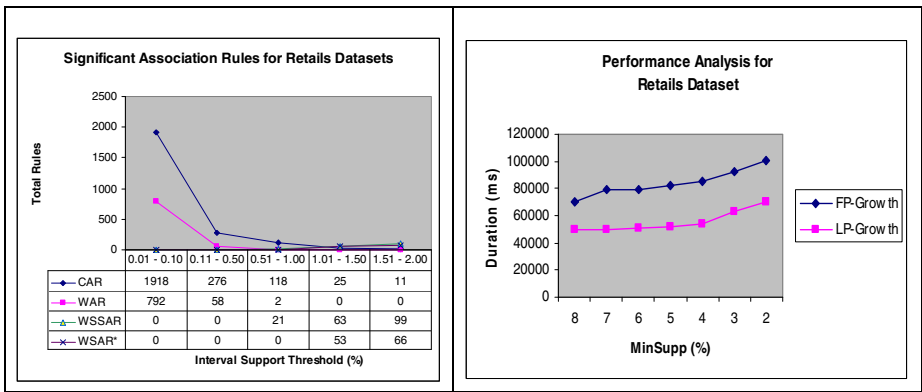 Significant Association Rules for Retails Datasets
Total Rules
2500
2000
1500
1000
500
0
0.01 - 0.10 0.11 - 0.50 0.51 - 1.00 1.01 - 1.50 1.51 - 2.00
CAR 1918 276 118 25 11
WAR 792 58 2 0 0
WSSAR 0 0 21 63 99
WSAR* 0 0 0 53 66
Interval Support Threshold (%)
Performance Analysis for
Retails Dataset
Duration (ms)
120000
100000
80000
60000
40000
20000
0
8 7 6 5 4 3 2
MinSupp (%)
FP-Growth
LP-Growth